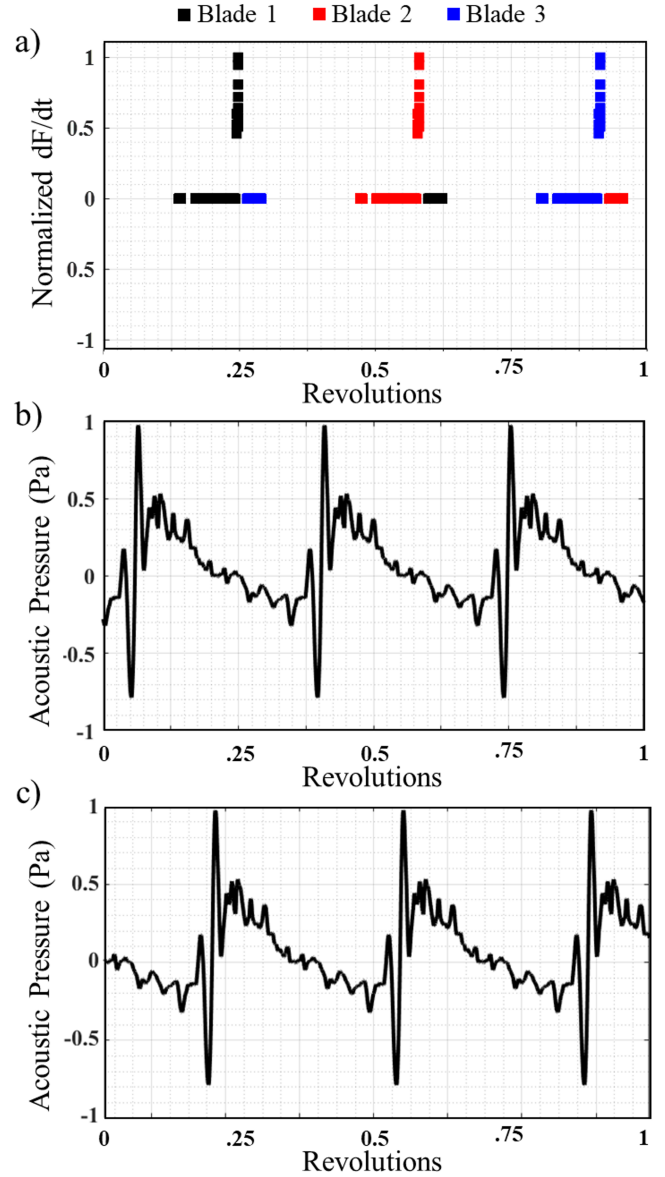 Blade 1 Blade 2 Blade 3
a)
Normalized dF/dt
1
0.5
0
0.5
-1
0 .25 0.5 .75 1
Revolutions
b)
Acoustic Pressure (Pa)
1
0.5
0
-0.5
-1
0 .25 0.5 .75 1
Revolutions
c)
Acoustic Pressure (Pa)
1
0.5
0
-0.5
-1
0 .25 0.5 .75 1
Revolutions